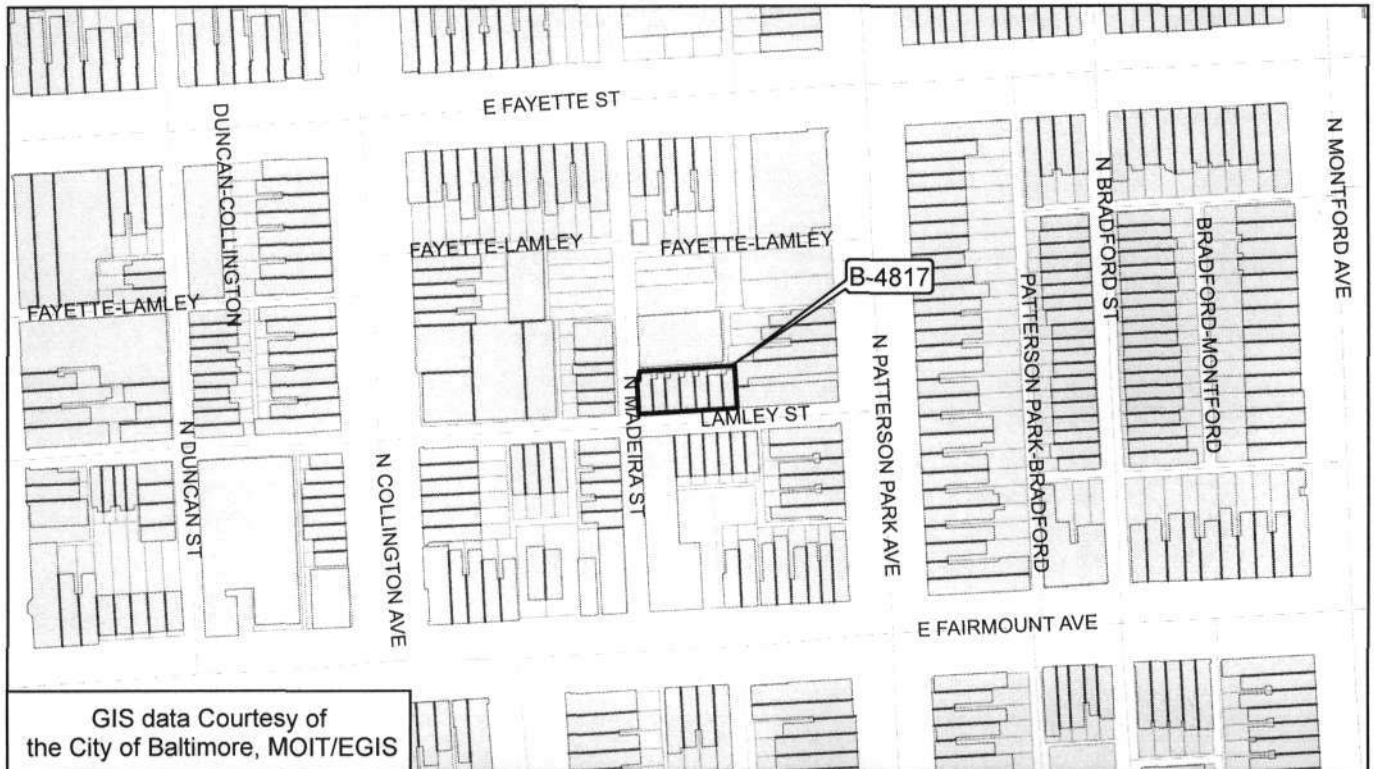 E FAYETTE ST
DUNCAN-COLLINGTON
N MONTFORD AVE
N BRADFORD ST
FAYETTE-LAMLEY
FAYETTE-LAMLEY
BRADFORD-MONTFORD
B-4817
PATTERSON PARK-BRADFORD
FAYETTE-LAMLEY
N PATTERSON PARK AVE
N MADEIRA ST
LAMLEY ST
N DUNCAN ST
N COLLINGTON AVE
E FAIRMOUNT AVE
GIS data Courtesy of
the City of Baltimore, MOIT/EGIS